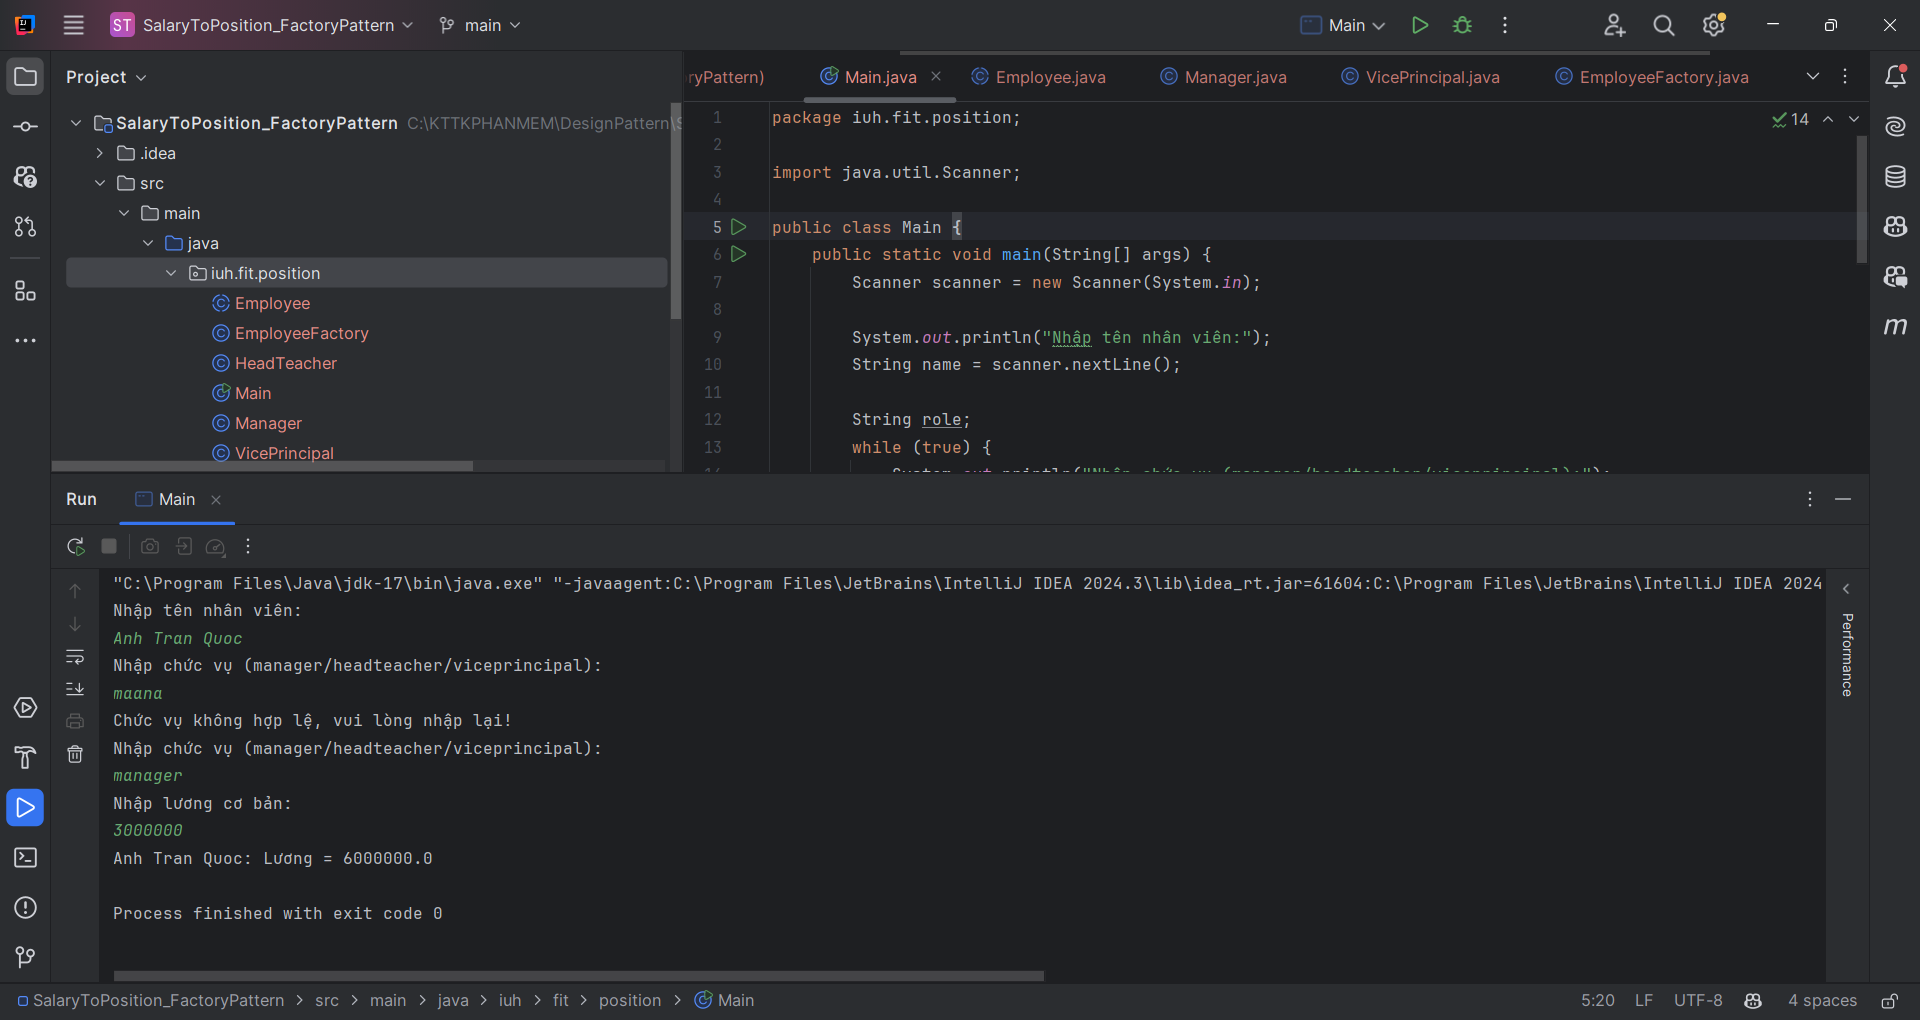 ST SalaryToPosition_FactoryPattern main Main
Project
SalaryToPosition_FactoryPattern C:\KTTKPHANMEM\DesignPattern\S
.idea
src
main
java
iuh.fit.position
Employee
EmployeeFactory
HeadTeacher
Main
Manager
VicePrincipal
ryPattern) Main.java Employee.java Manager.java VicePrincipal.java EmployeeFactory.java
14
1 package iuh.fit.position;
2
3 import java.util.Scanner;
4
5 public class Main {
6 public static void main(String[] args) {
7 Scanner scanner = new Scanner(System.in);
8
9 System.out.println("Nhập tên nhân viên:");
10 String name = scanner.nextLine();
11
12 String role;
13 while (true) {
14 System.out.println("Nhập chức vụ (manager/headteacher/viceprincipal):");
Run Main
"C:\Program Files\Java\jdk-17\bin\java.exe" "-javaagent:C:\Program Files\JetBrains\IntelliJ IDEA 2024.3\lib\idea_rt.jar=61604:C:\Program Files\JetBrains\IntelliJ IDEA 2024
Nhập tên nhân viên:
Anh Tran Quoc
Nhập chức vụ (manager/headteacher/viceprincipal):
maana
Chức vụ không hợp lệ, vui lòng nhập lại!
Nhập chức vụ (manager/headteacher/viceprincipal):
manager
Nhập lương cơ bản:
3000000
Anh Tran Quoc: Lương = 6000000.0
Process finished with exit code 0
Performance
m
SalaryToPosition_FactoryPattern > src > main > java > iuh > fit > position > Main
5:20 LF UTF-8 4 spaces